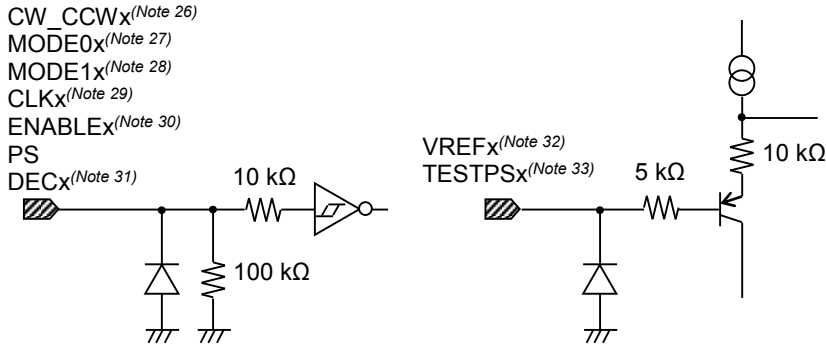 CW_CCWx(Note 26)
MODE0x(Note 27)
MODE1x(Note 28)
CLKx(Note 29)
ENABLEx(Note 30)
PS
DECx(Note 31)
10 kΩ
100 kΩ
VREFx(Note 32)
TESTPSx(Note 33)
5 kΩ
10 kΩ